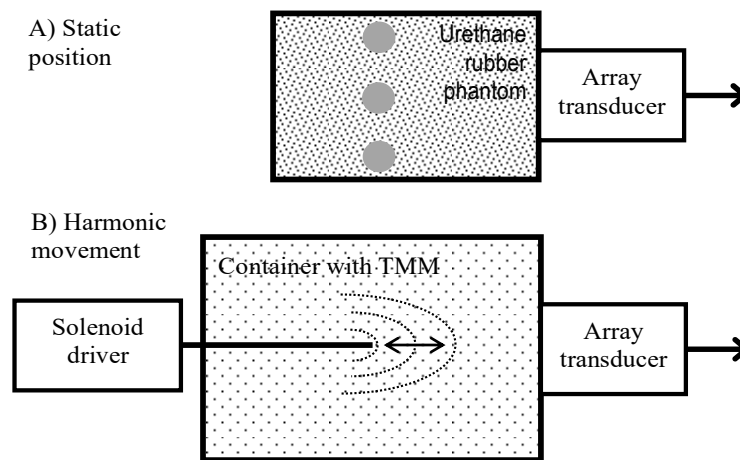 A) Static
position
Urethane
rubber
phantom
Array
transducer
B) Harmonic
movement
Container with TMM
Solenoid
driver
Array
transducer